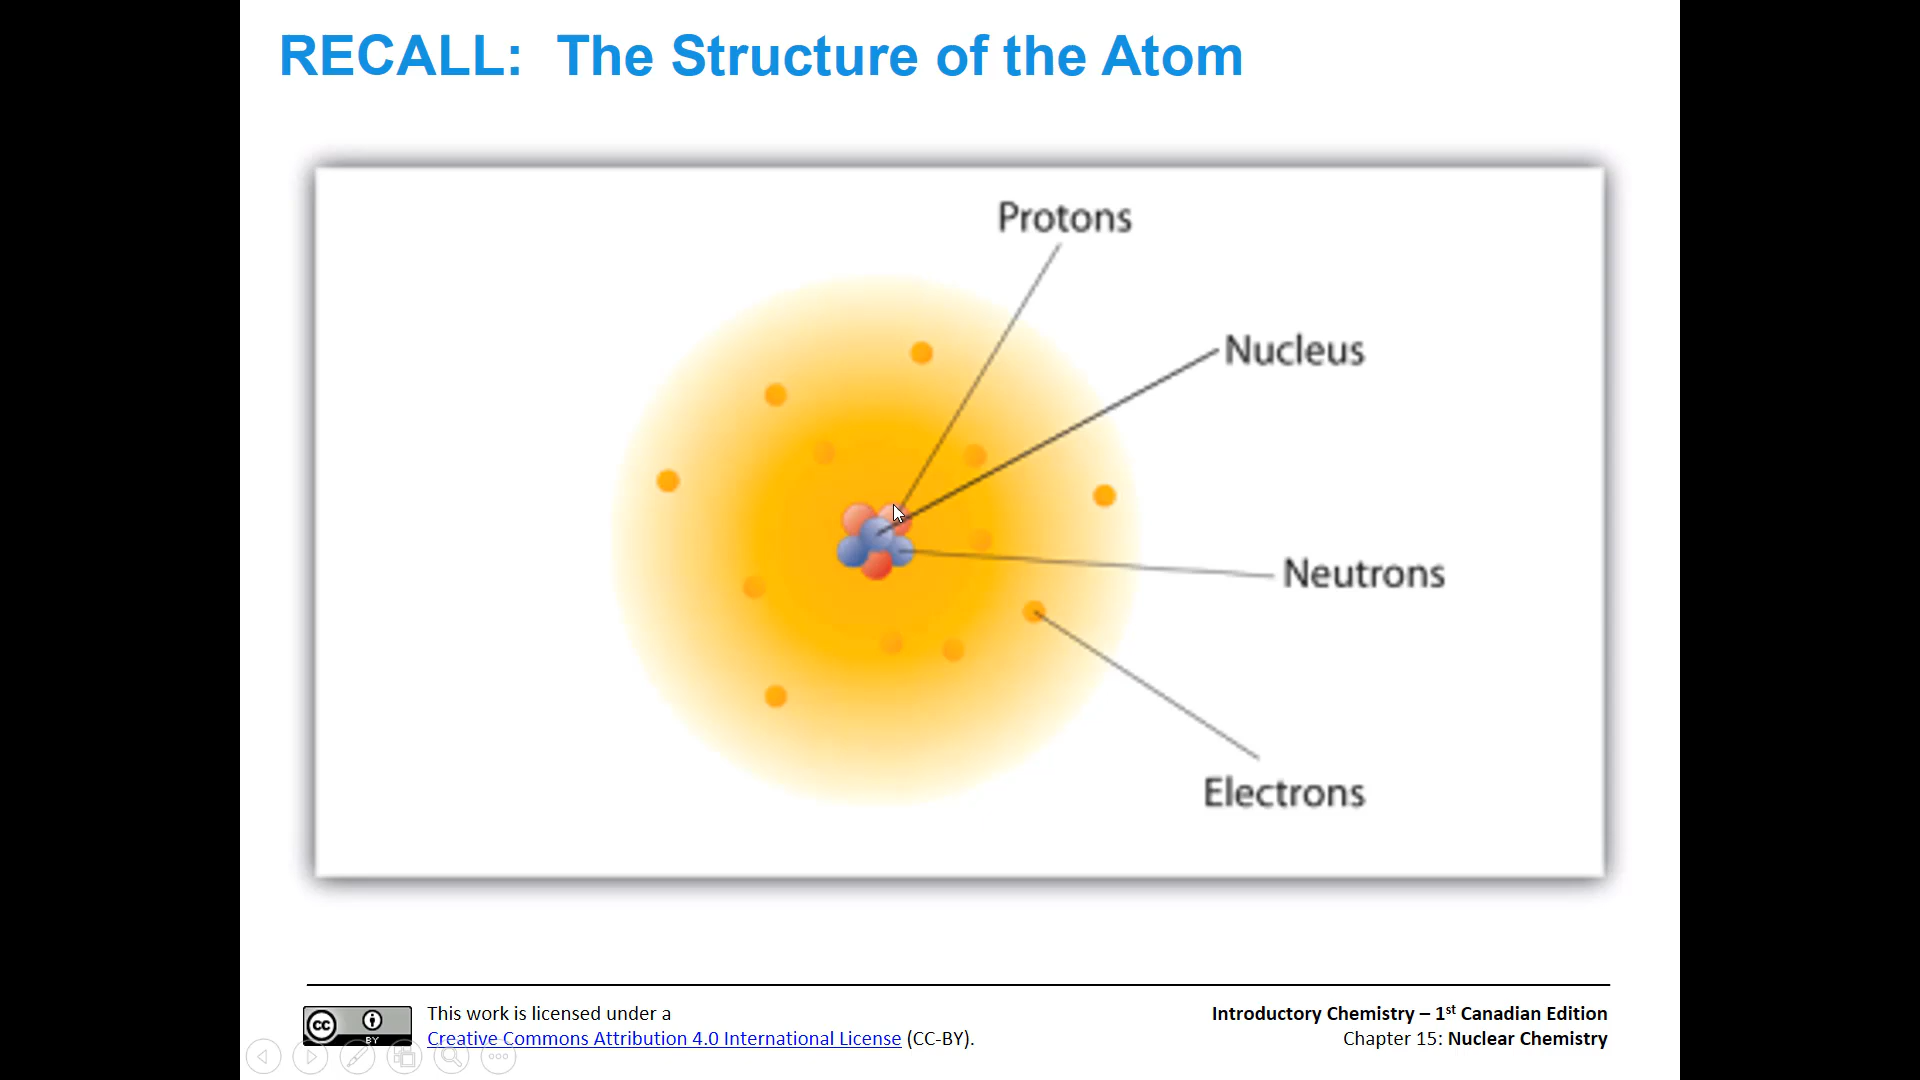 RECALL:  The Structure of the Atom
Protons
Nucleus
Neutrons
Electrons
cc
BY
This work is licensed under a
Creative Commons Attribution 4.0 International License (CC-BY).
Introductory Chemistry – 1st Canadian Edition
Chapter 15: Nuclear Chemistry